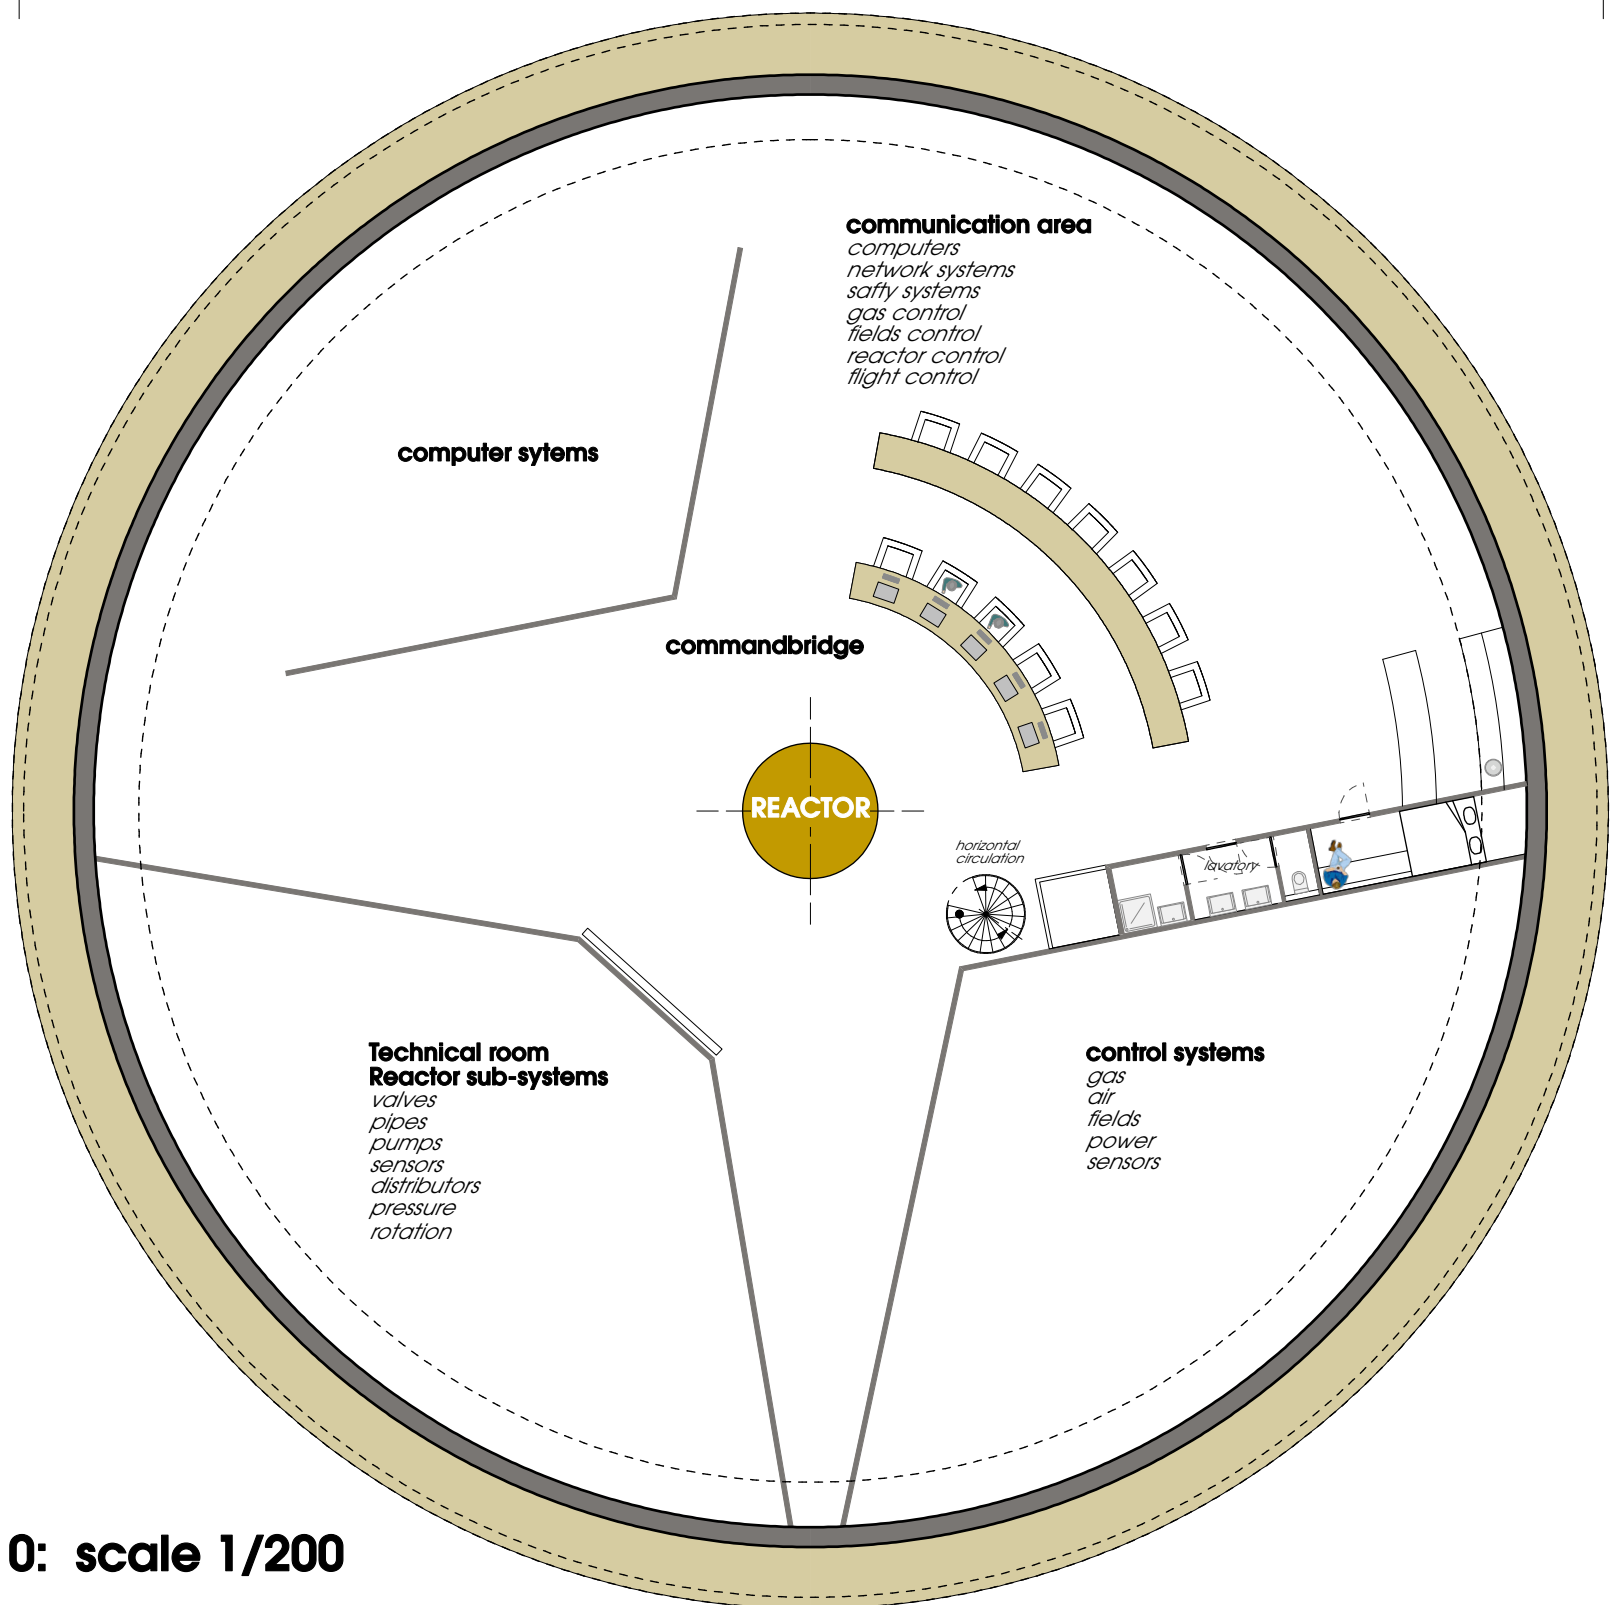 communication area
computers
network systems
safty systems
gas control
fields control
reactor control
flight control
computer sytems
commandbridge
REACTOR
horizontal
circulation
lavatory
Technical room
Reactor sub-systems
valves
pipes
pumps
sensors
distributors
pressure
rotation
control systems
gas
air
fields
power
sensors
0: scale 1/200